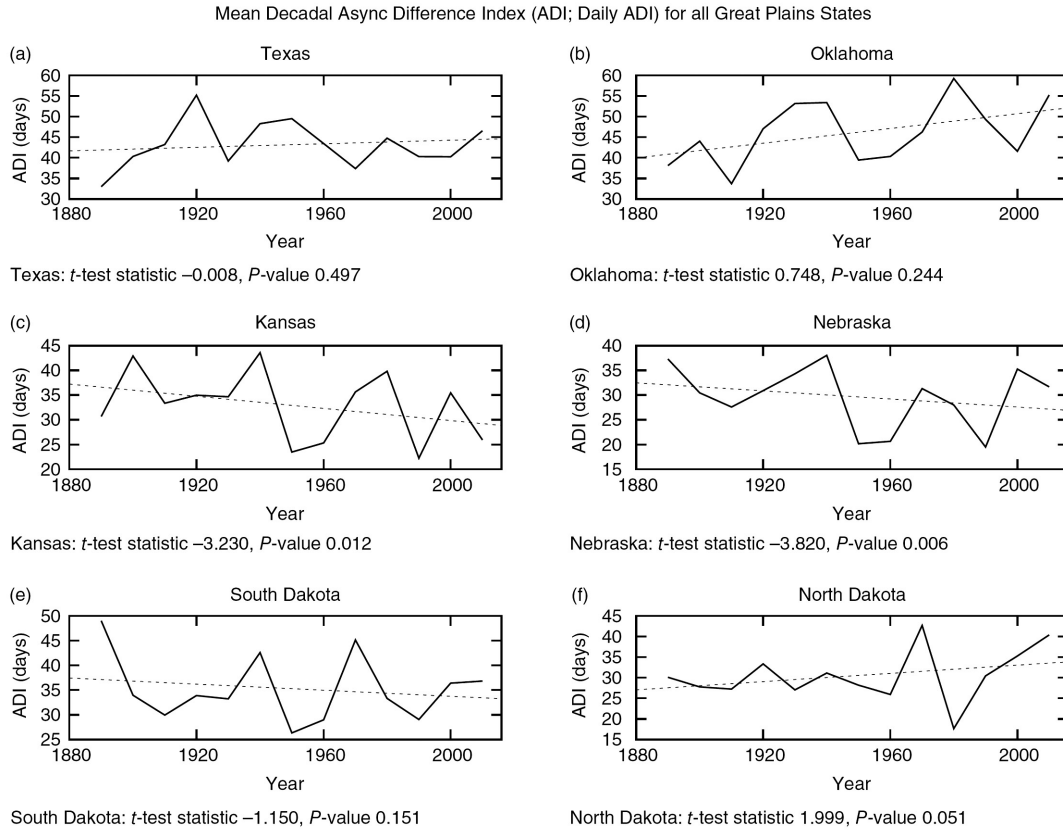 Mean Decadal Async Difference Index (ADI; Daily ADI) for all Great Plains States
(a) Texas
60
55
50
45
40
35
30
ADI (days)
1880 1920 1960 2000
Year
Texas: t-test statistic –0.008, P-value 0.497
(b) Oklahoma
60
55
50
45
40
35
30
ADI (days)
1880 1920 1960 2000
Year
Oklahoma: t-test statistic 0.748, P-value 0.244
(c) Kansas
45
40
35
30
25
20
ADI (days)
1880 1920 1960 2000
Year
Kansas: t-test statistic –3.230, P-value 0.012
(d) Nebraska
40
35
30
25
20
15
ADI (days)
1880 1920 1960 2000
Year
Nebraska: t-test statistic –3.820, P-value 0.006
(e) South Dakota
50
45
40
35
30
25
ADI (days)
1880 1920 1960 2000
Year
South Dakota: t-test statistic –1.150, P-value 0.151
(f) North Dakota
45
40
35
30
25
20
15
ADI (days)
1880 1920 1960 2000
Year
North Dakota: t-test statistic 1.999, P-value 0.051